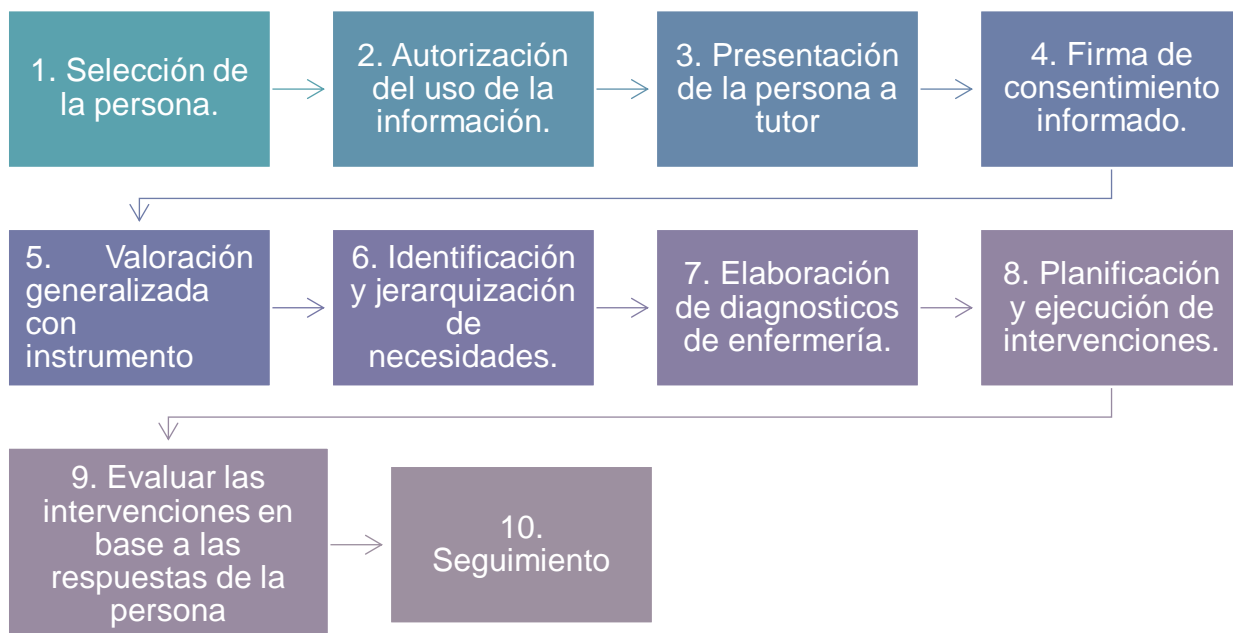 1. Selección de
la persona.
2. Autorización
del uso de la
información.
3. Presentación
de la persona a
tutor
4. Firma de
consentimiento
informado.
5. Valoración
generalizada
con
instrumento
6. Identificación
y jerarquización
de
necesidades.
7. Elaboración
de diagnosticos
de enfermería.
8. Planificación
y ejecución de
intervenciones.
9. Evaluar las
intervenciones en
base a las
respuestas de la
persona
10.
Seguimiento